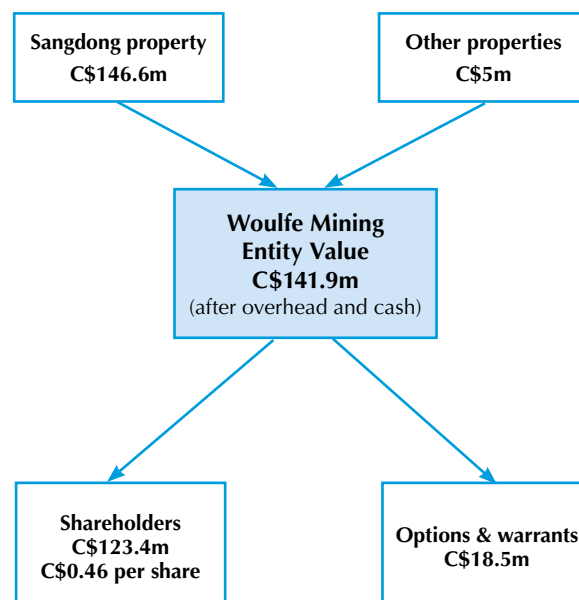 Sangdong property
C$146.6m
Other properties
C$5m
Woulfe Mining
Entity Value
C$141.9m
(after overhead and cash)
Shareholders
C$123.4m
C$0.46 per share
Options & warrants
C$18.5m